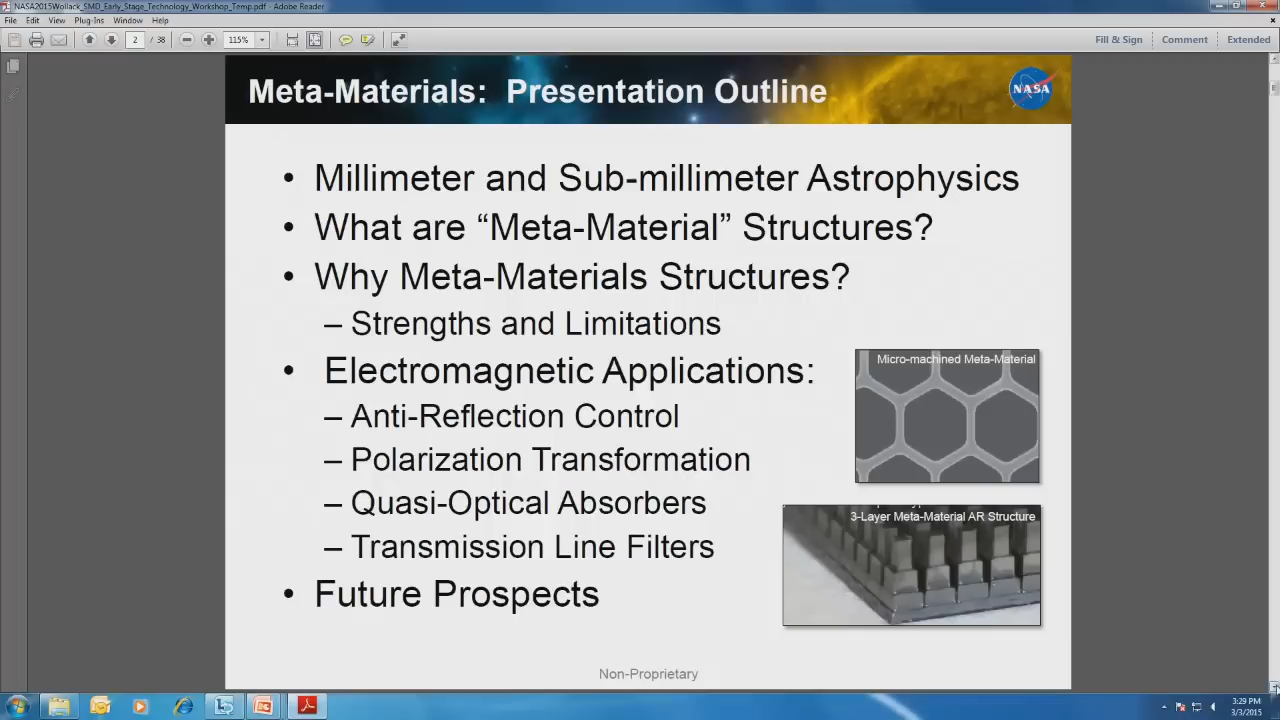 NASA2015Wollack_SMD_Early_Stage_Technology_Workshop_Temp.pdf - Adobe Reader
File Edit View Plug-Ins Window Help
2 / 38 115% Fill & Sign Comment Extended
Meta-Materials: Presentation Outline
NASA
• Millimeter and Sub-millimeter Astrophysics
• What are “Meta-Material” Structures?
• Why Meta-Materials Structures?
– Strengths and Limitations
• Electromagnetic Applications:
– Anti-Reflection Control
– Polarization Transformation
– Quasi-Optical Absorbers
– Transmission Line Filters
• Future Prospects
Micro-machined Meta-Material
3-Layer Meta-Material AR Structure
Non-Proprietary
3:29 PM
3/3/2015